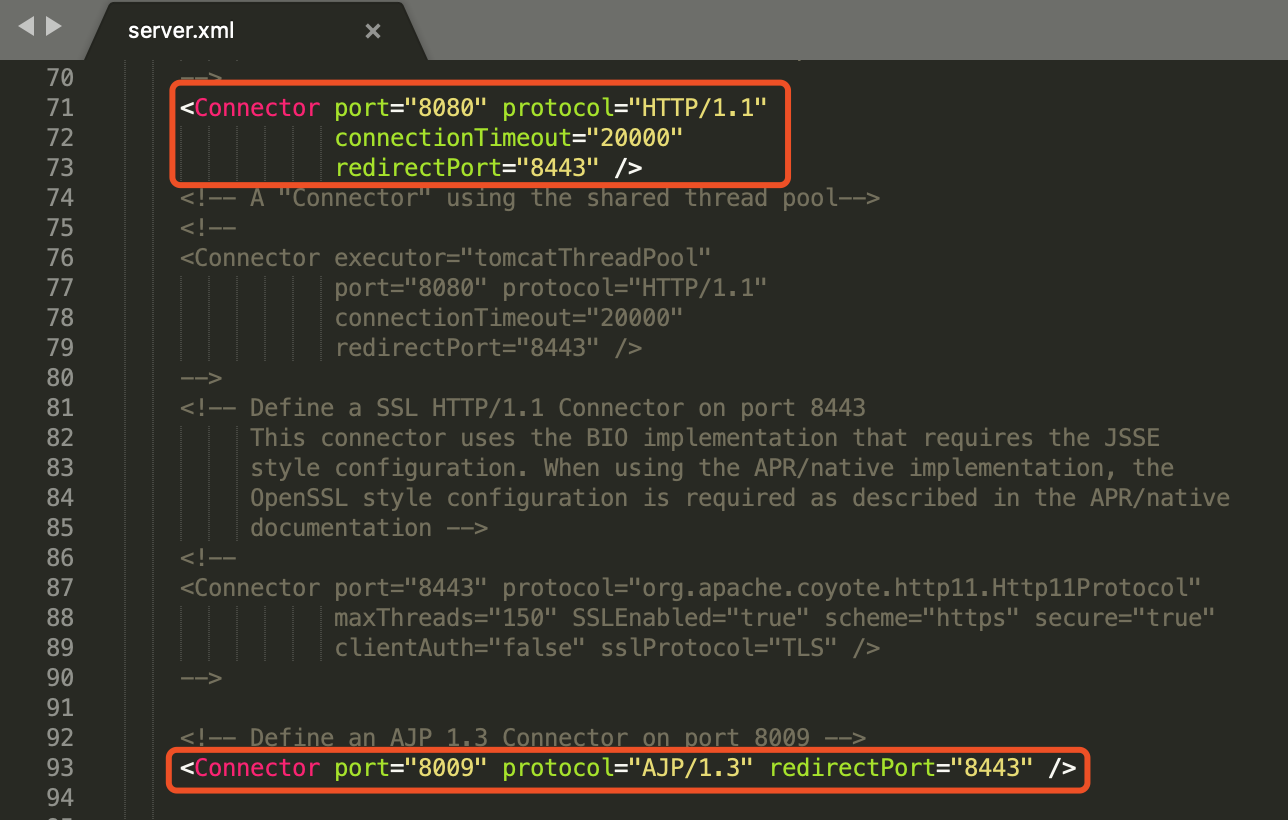 server.xml ×
70 -->
71 <Connector port="8080" protocol="HTTP/1.1"
72 connectionTimeout="20000"
73 redirectPort="8443" />
74 <!-- A "Connector" using the shared thread pool-->
75 <!--
76 <Connector executor="tomcatThreadPool"
77 port="8080" protocol="HTTP/1.1"
78 connectionTimeout="20000"
79 redirectPort="8443" />
80 -->
81 <!-- Define a SSL HTTP/1.1 Connector on port 8443
82 This connector uses the BIO implementation that requires the JSSE
83 style configuration. When using the APR/native implementation, the
84 OpenSSL style configuration is required as described in the APR/native
85 documentation -->
86 <!--
87 <Connector port="8443" protocol="org.apache.coyote.http11.Http11Protocol"
88 maxThreads="150" SSLEnabled="true" scheme="https" secure="true"
89 clientAuth="false" sslProtocol="TLS" />
90 -->
91
92 <!-- Define an AJP 1.3 Connector on port 8009 -->
93 <Connector port="8009" protocol="AJP/1.3" redirectPort="8443" />
94